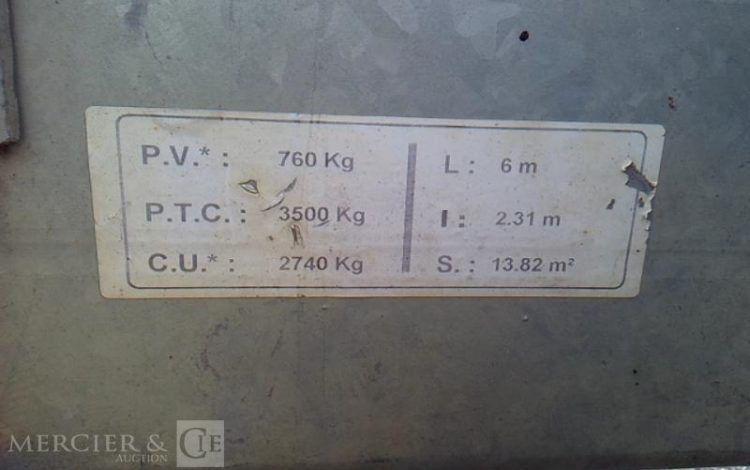 P.V.* : 760 Kg
P.T.C. : 3500 Kg
C.U.* : 2740 Kg
L : 6 m
l : 2.31 m
S. : 13.82 m²
MERCIER & CIE
AUCTION